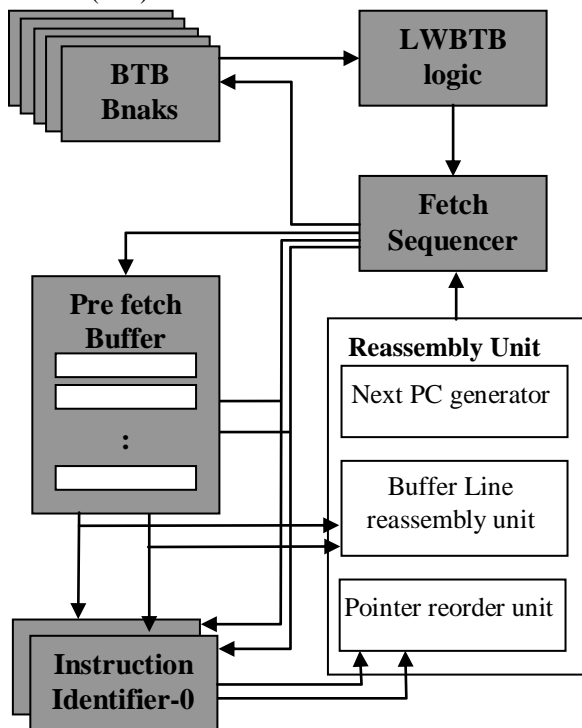 BTB
Bnaks
LWBTB
logic
Fetch
Sequencer
Pre fetch
Buffer
:
Reassembly Unit
Next PC generator
Buffer Line
reassembly unit
Pointer reorder unit
Instruction
Identifier-0